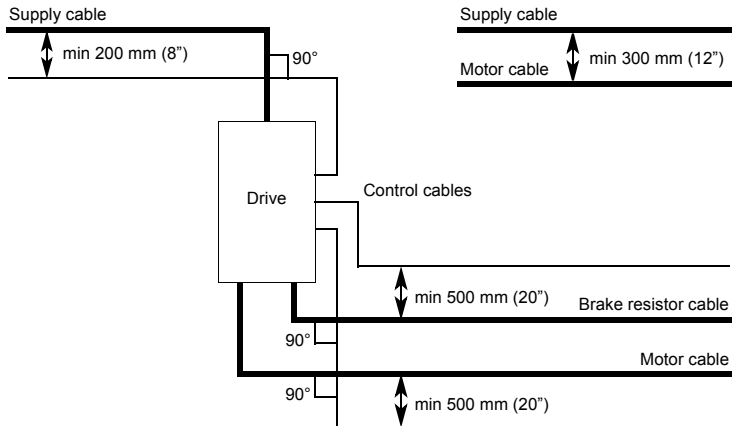 Supply cable
min 200 mm (8”)
90°
Supply cable
min 300 mm (12”)
Motor cable
Drive
Control cables
min 500 mm (20”)
Brake resistor cable
90°
Motor cable
90°
min 500 mm (20”)